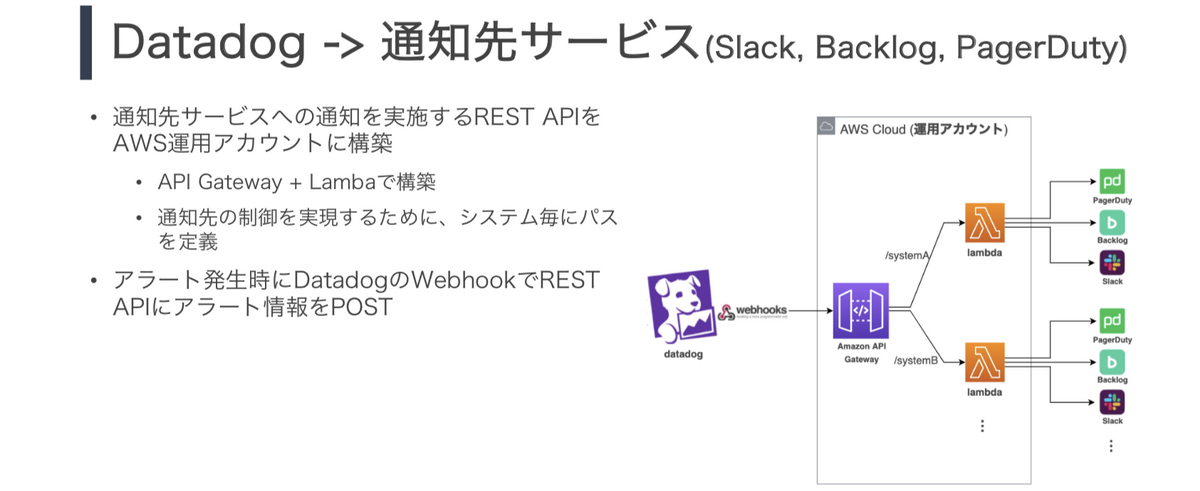 Datadog -> 通知先サービス(Slack, Backlog, PagerDuty)
• 通知先サービスへの通知を実施するREST APIを
AWS運用アカウントに構築
• API Gateway + Lambaで構築
• 通知先の制御を実現するために、システム毎にパス
を定義
• アラート発生時にDatadogのWebhookでREST
APIにアラート情報をPOST
AWS Cloud (運用アカウント)
datadog
webhooks
Amazon API
Gateway
/systemA
lambda
pd
PagerDuty
b
Backlog
Slack
/systemB
lambda
pd
PagerDuty
b
Backlog
Slack